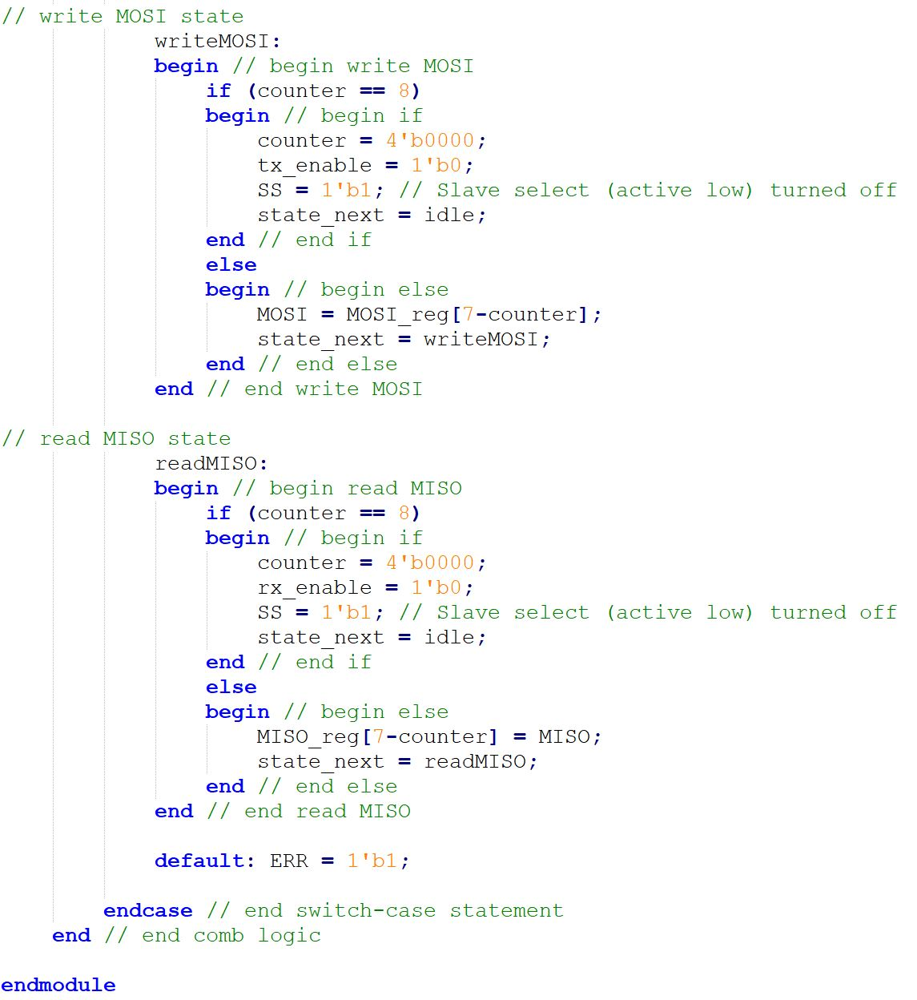 // write MOSI state
            writeMOSI:
            begin // begin write MOSI
                if (counter == 8)
                begin // begin if
                    counter = 4'b0000;
                    tx_enable = 1'b0;
                    SS = 1'b1; // Slave select (active low) turned off
                    state_next = idle;
                end // end if
                else
                begin // begin else
                    MOSI = MOSI_reg[7-counter];
                    state_next = writeMOSI;
                end // end else
            end // end write MOSI

// read MISO state
            readMISO:
            begin // begin read MISO
                if (counter == 8)
                begin // begin if
                    counter = 4'b0000;
                    rx_enable = 1'b0;
                    SS = 1'b1; // Slave select (active low) turned off
                    state_next = idle;
                end // end if
                else
                begin // begin else
                    MISO_reg[7-counter] = MISO;
                    state_next = readMISO;
                end // end else
            end // end read MISO

            default: ERR = 1'b1;

        endcase // end switch-case statement
    end // end comb logic

endmodule